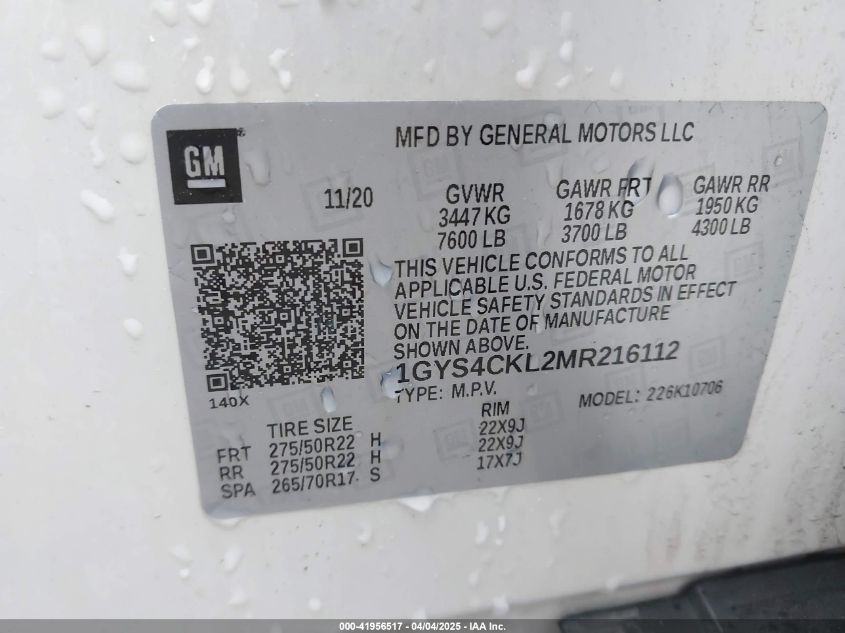 GM
MFD BY GENERAL MOTORS LLC
11/20
GVWR GAWR FRT GAWR RR
3447 KG 1678 KG 1950 KG
7600 LB 3700 LB 4300 LB
THIS VEHICLE CONFORMS TO ALL
APPLICABLE U.S. FEDERAL MOTOR
VEHICLE SAFETY STANDARDS IN EFFECT
ON THE DATE OF MANUFACTURE
SHOWN ABOVE.
1GYS4CKL2MR216112
140X
TYPE: M.P.V. MODEL: 226K10706
TIRE SIZE RIM
FRT 275/50R22 H 22X9J
RR 275/50R22 H 22X9J
SPA 265/70R17 S 17X7J
000-41956517 - 04/04/2025 - IAA Inc.